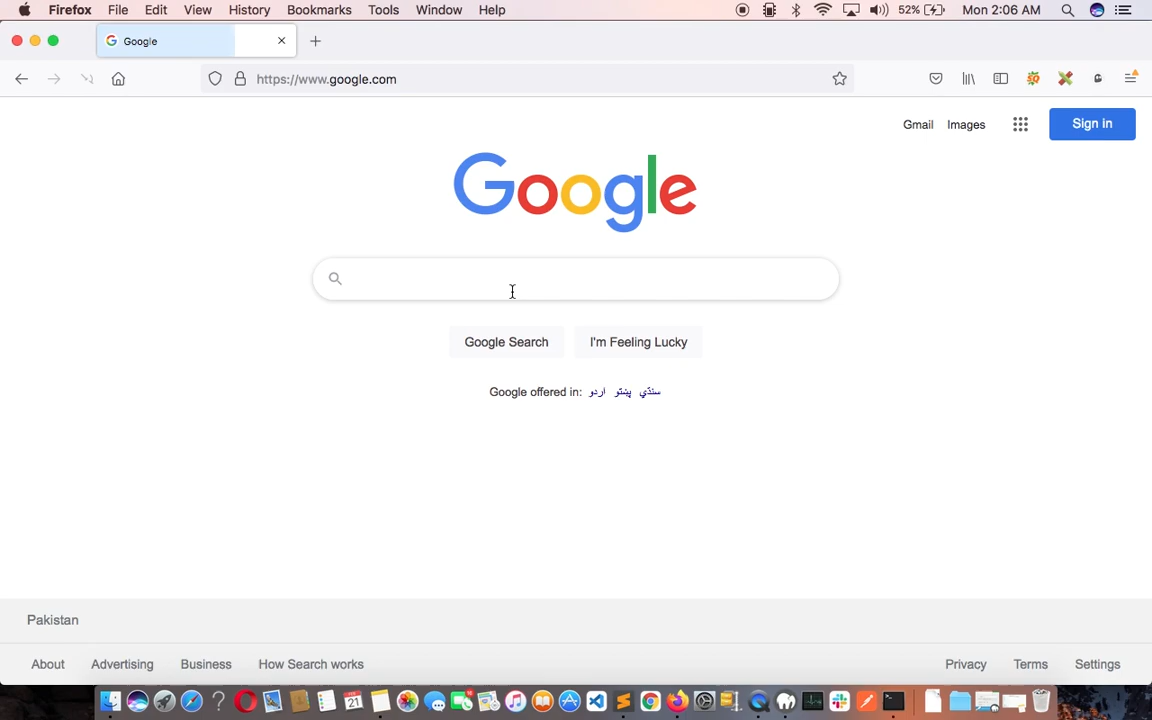 Firefox File Edit View History Bookmarks Tools Window Help 52% Mon 2:06 AM
Google
https://www.google.com
Gmail Images Sign in
Google
Google Search I'm Feeling Lucky
Google offered in: اردو پښتو سنڌي
Pakistan
About Advertising Business How Search works Privacy Terms Settings